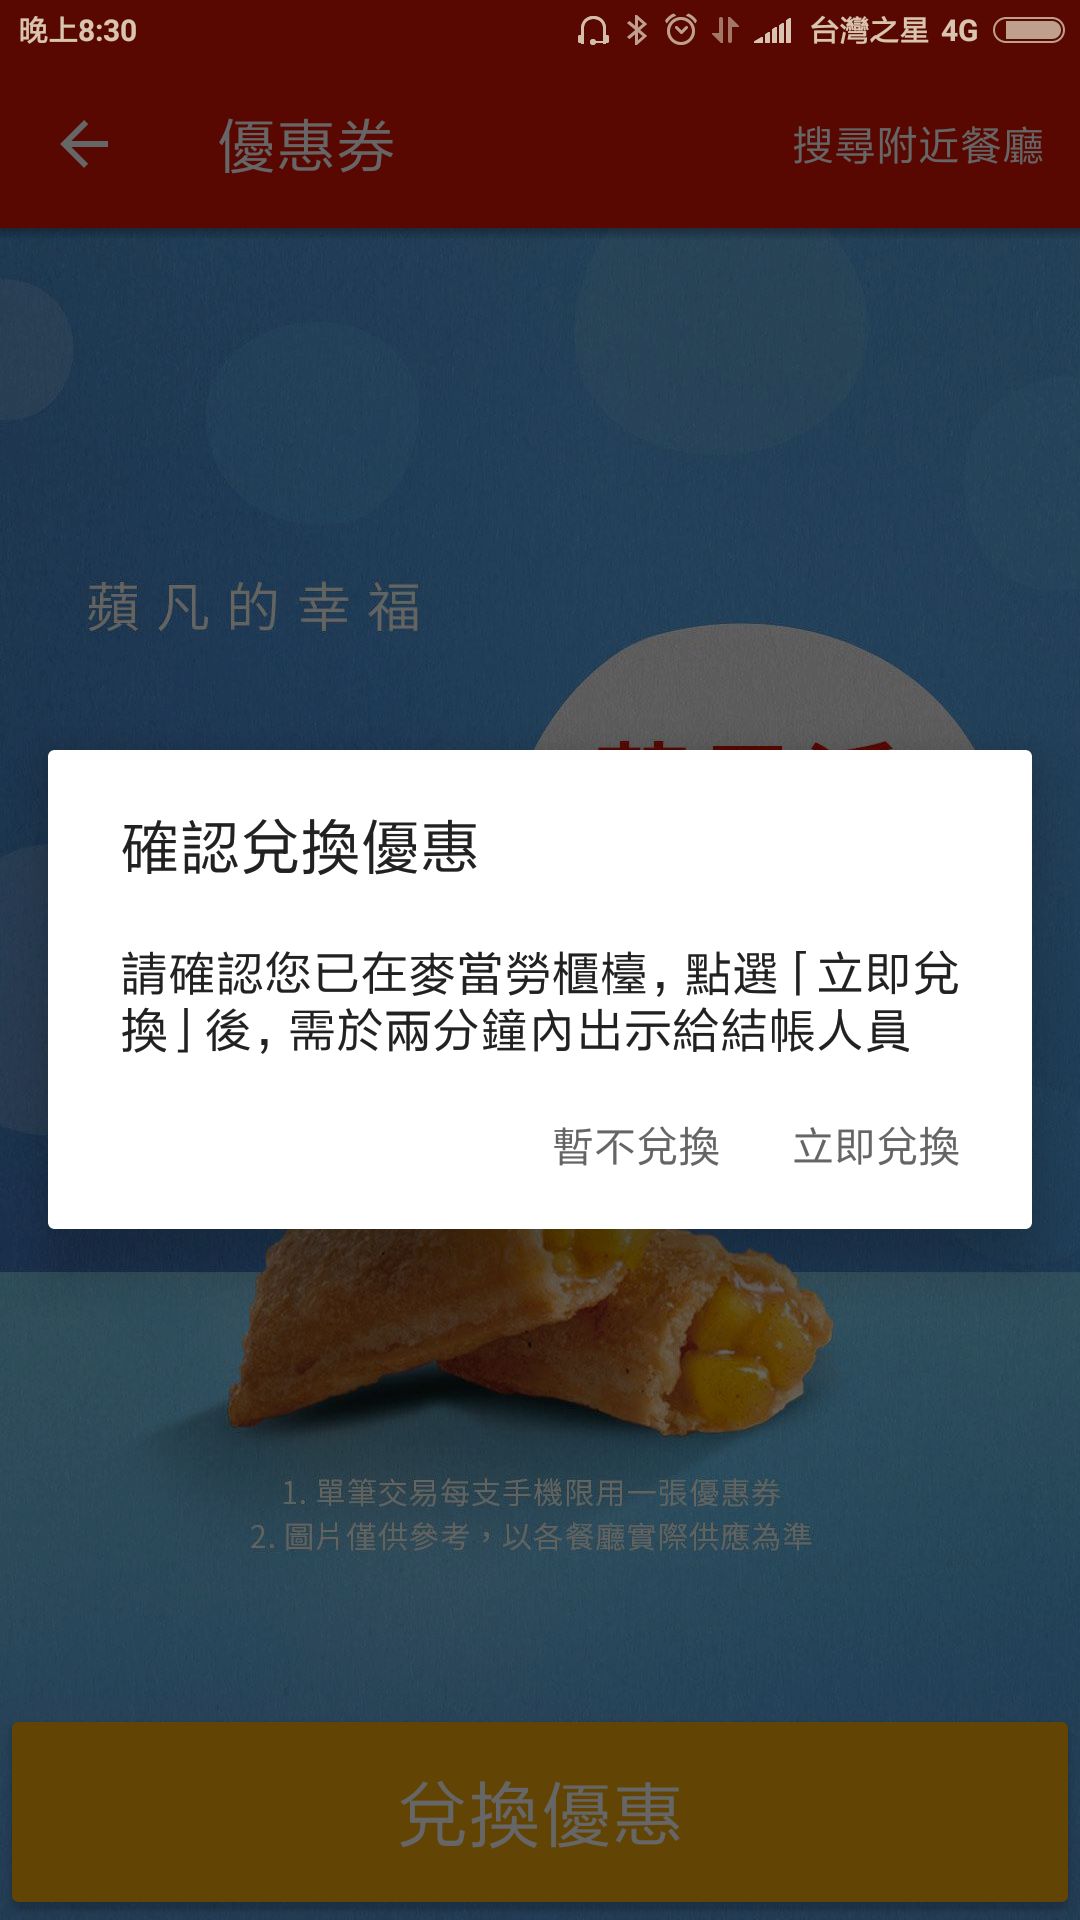 晚上8:30 台灣之星 4G
優惠券 搜尋附近餐廳
蘋凡的幸福
確認兌換優惠
請確認您已在麥當勞櫃檯，點選「立即兌
換」後，需於兩分鐘內出示給結帳人員
暫不兌換 立即兌換
1. 單筆交易每支手機限用一張優惠券
2. 圖片僅供參考，以各餐廳實際供應為準
兌換優惠